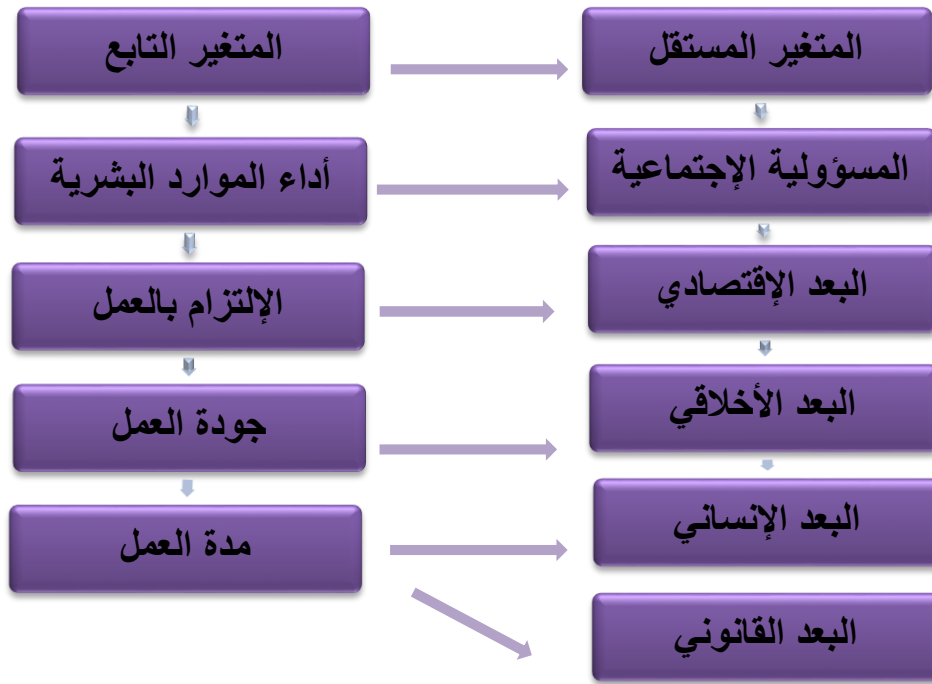 المتغير المستقل
المتغير التابع
المسؤولية الإجتماعية
أداء الموارد البشرية
البعد الإقتصادي
الإلتزام بالعمل
البعد الأخلاقي
جودة العمل
البعد الإنساني
مدة العمل
البعد القانوني